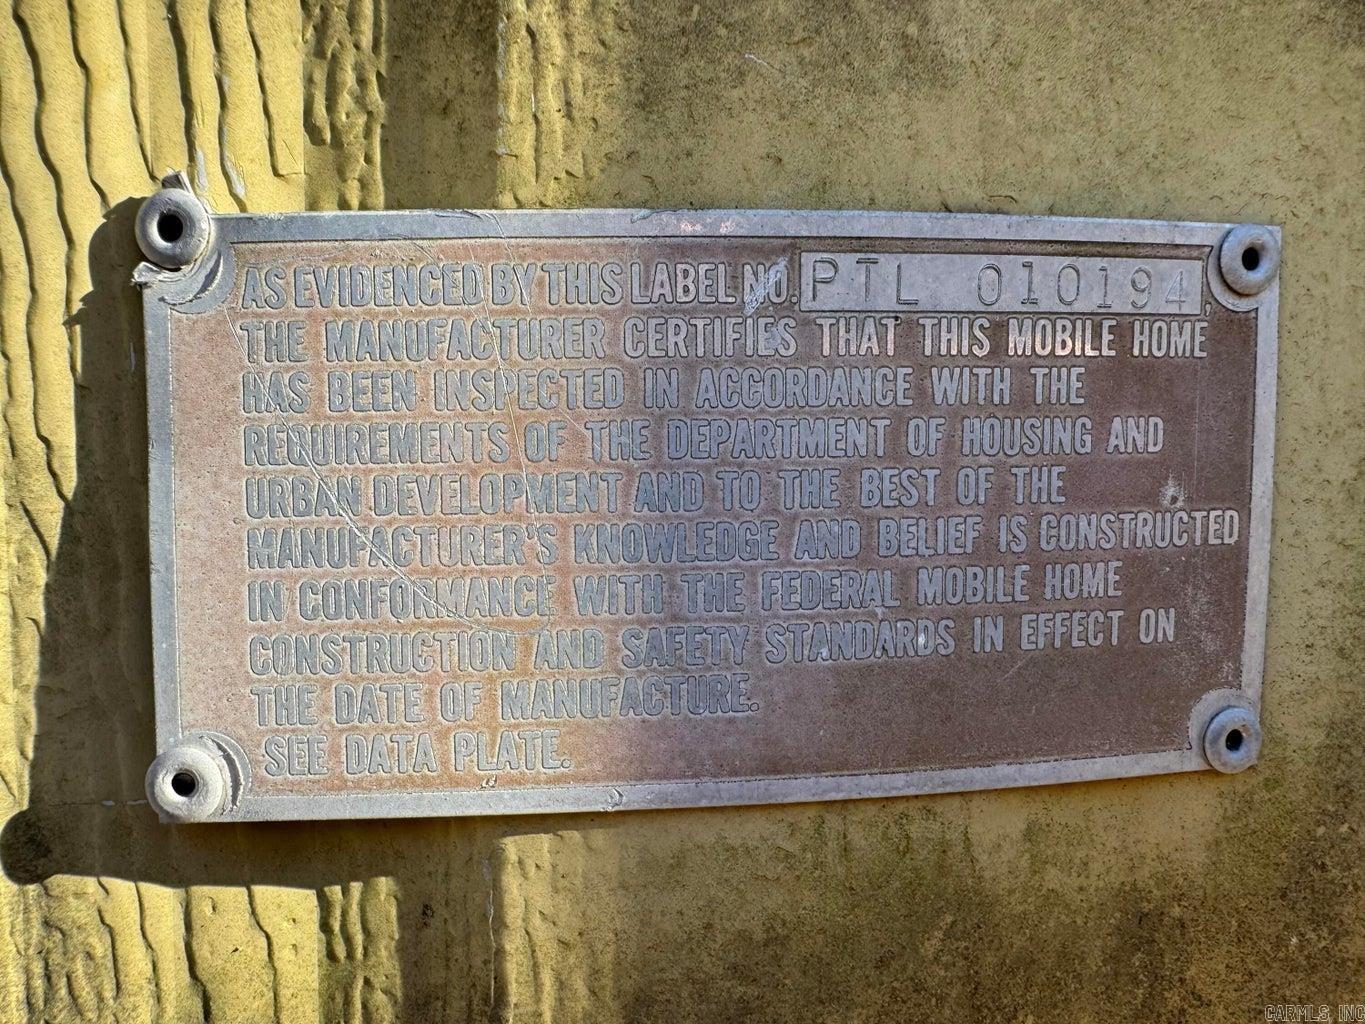 AS EVIDENCED BY THIS LABEL NO. PTL 010194,
THE MANUFACTURER CERTIFIES THAT THIS MOBILE HOME
HAS BEEN INSPECTED IN ACCORDANCE WITH THE
REQUIREMENTS OF THE DEPARTMENT OF HOUSING AND
URBAN DEVELOPMENT AND TO THE BEST OF THE
MANUFACTURER'S KNOWLEDGE AND BELIEF IS CONSTRUCTED
IN CONFORMANCE WITH THE FEDERAL MOBILE HOME
CONSTRUCTION AND SAFETY STANDARDS IN EFFECT ON
THE DATE OF MANUFACTURE.
SEE DATA PLATE.
CARMLS INC